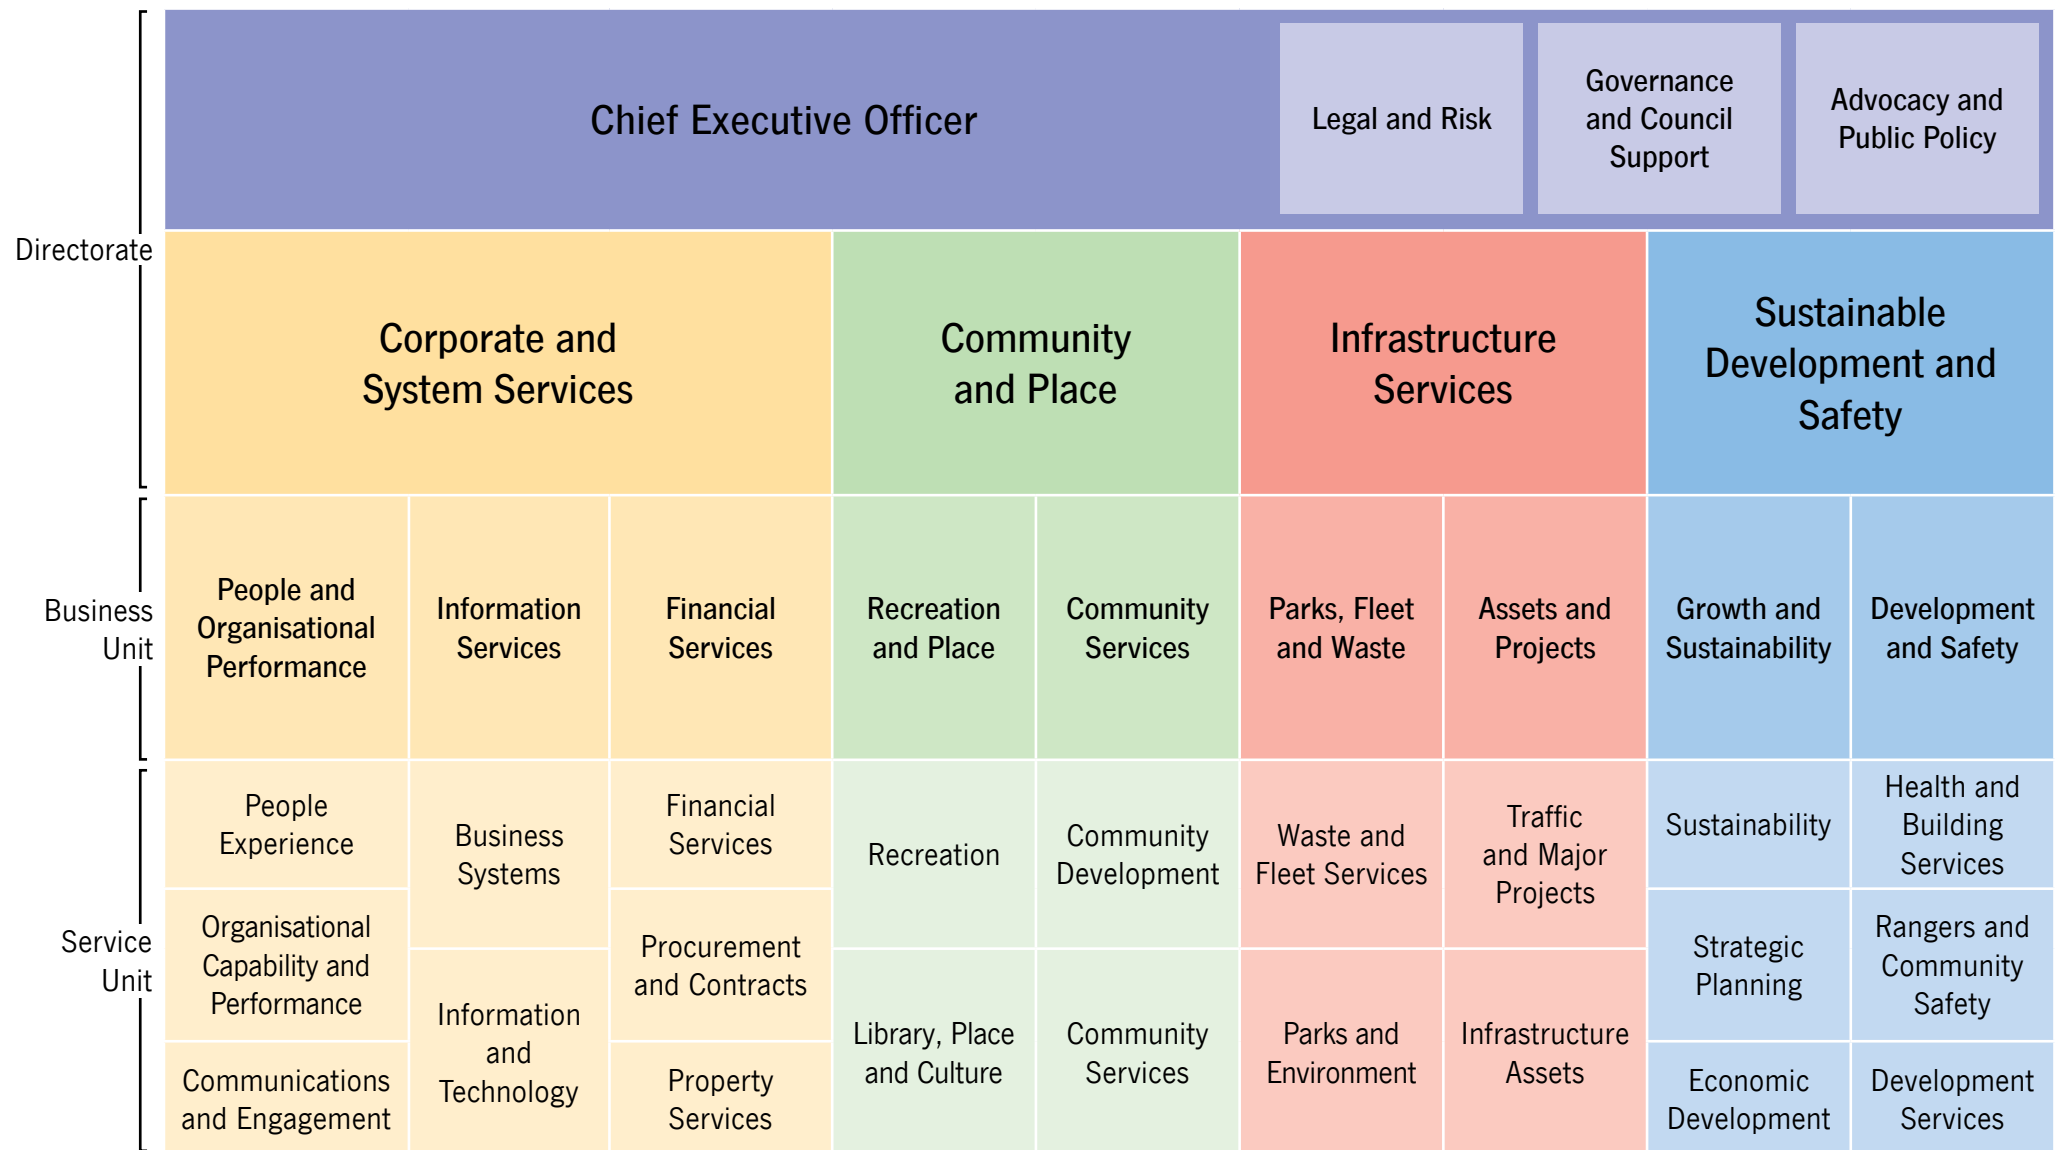 Directorate
Chief Executive Officer
Legal and Risk
Governance
and Council
Support
Advocacy and
Public Policy
Corporate and
System Services
Community
and Place
Infrastructure
Services
Sustainable
Development and
Safety
Business
Unit
People and
Organisational
Performance
Information
Services
Financial
Services
Recreation
and Place
Community
Services
Parks, Fleet
and Waste
Assets and
Projects
Growth and
Sustainability
Development
and Safety
Service
Unit
People
Experience
Organisational
Capability and
Performance
Communications
and Engagement
Business
Systems
Information
and
Technology
Financial
Services
Procurement
and Contracts
Property
Services
Recreation
Library, Place
and Culture
Community
Development
Community
Services
Waste and
Fleet Services
Parks and
Environment
Traffic
and Major
Projects
Infrastructure
Assets
Sustainability
Strategic
Planning
Economic
Development
Health and
Building
Services
Rangers and
Community
Safety
Development
Services